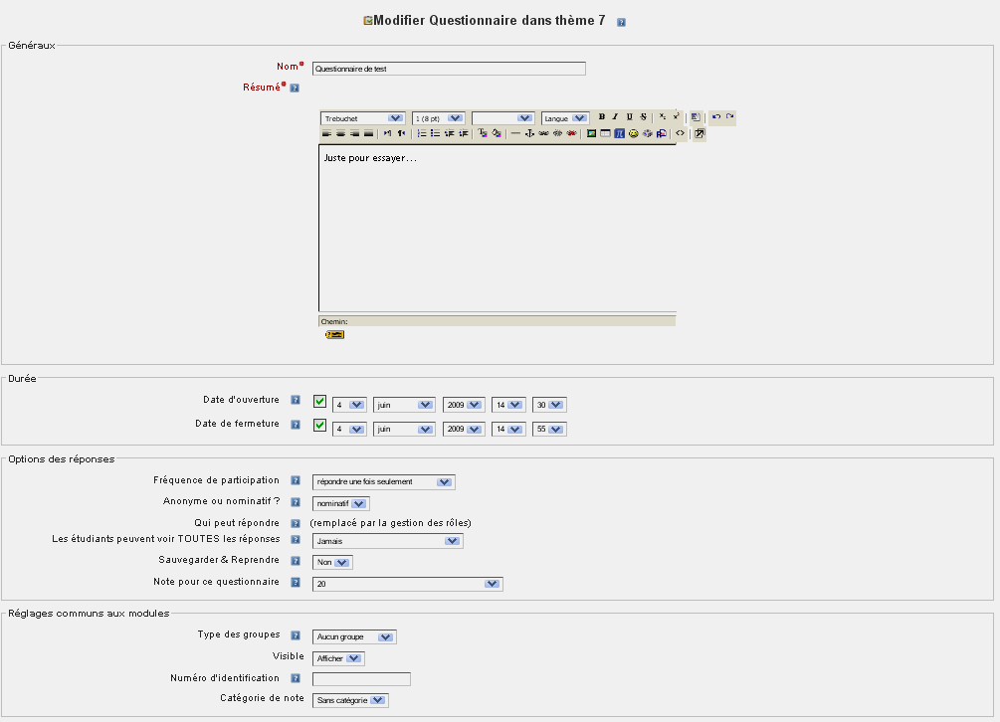 Modifier Questionnaire dans thème 7
Généraux
Nom
Questionnaire de test
Résumé
Trebuchet 1 (8 pt) Langue B I U S
Juste pour essayer...
Chemin:
Durée
Date d'ouverture 4 juin 2009 14 30
Date de fermeture 4 juin 2009 14 55
Options des réponses
Fréquence de participation répondre une fois seulement
Anonyme ou nominatif ? nominatif
Qui peut répondre (remplacé par la gestion des rôles)
Les étudiants peuvent voir TOUTES les réponses Jamais
Sauvegarder & Reprendre Non
Note pour ce questionnaire 20
Réglages communs aux modules
Type des groupes Aucun groupe
Visible Afficher
Numéro d'identification
Catégorie de note Sans catégorie